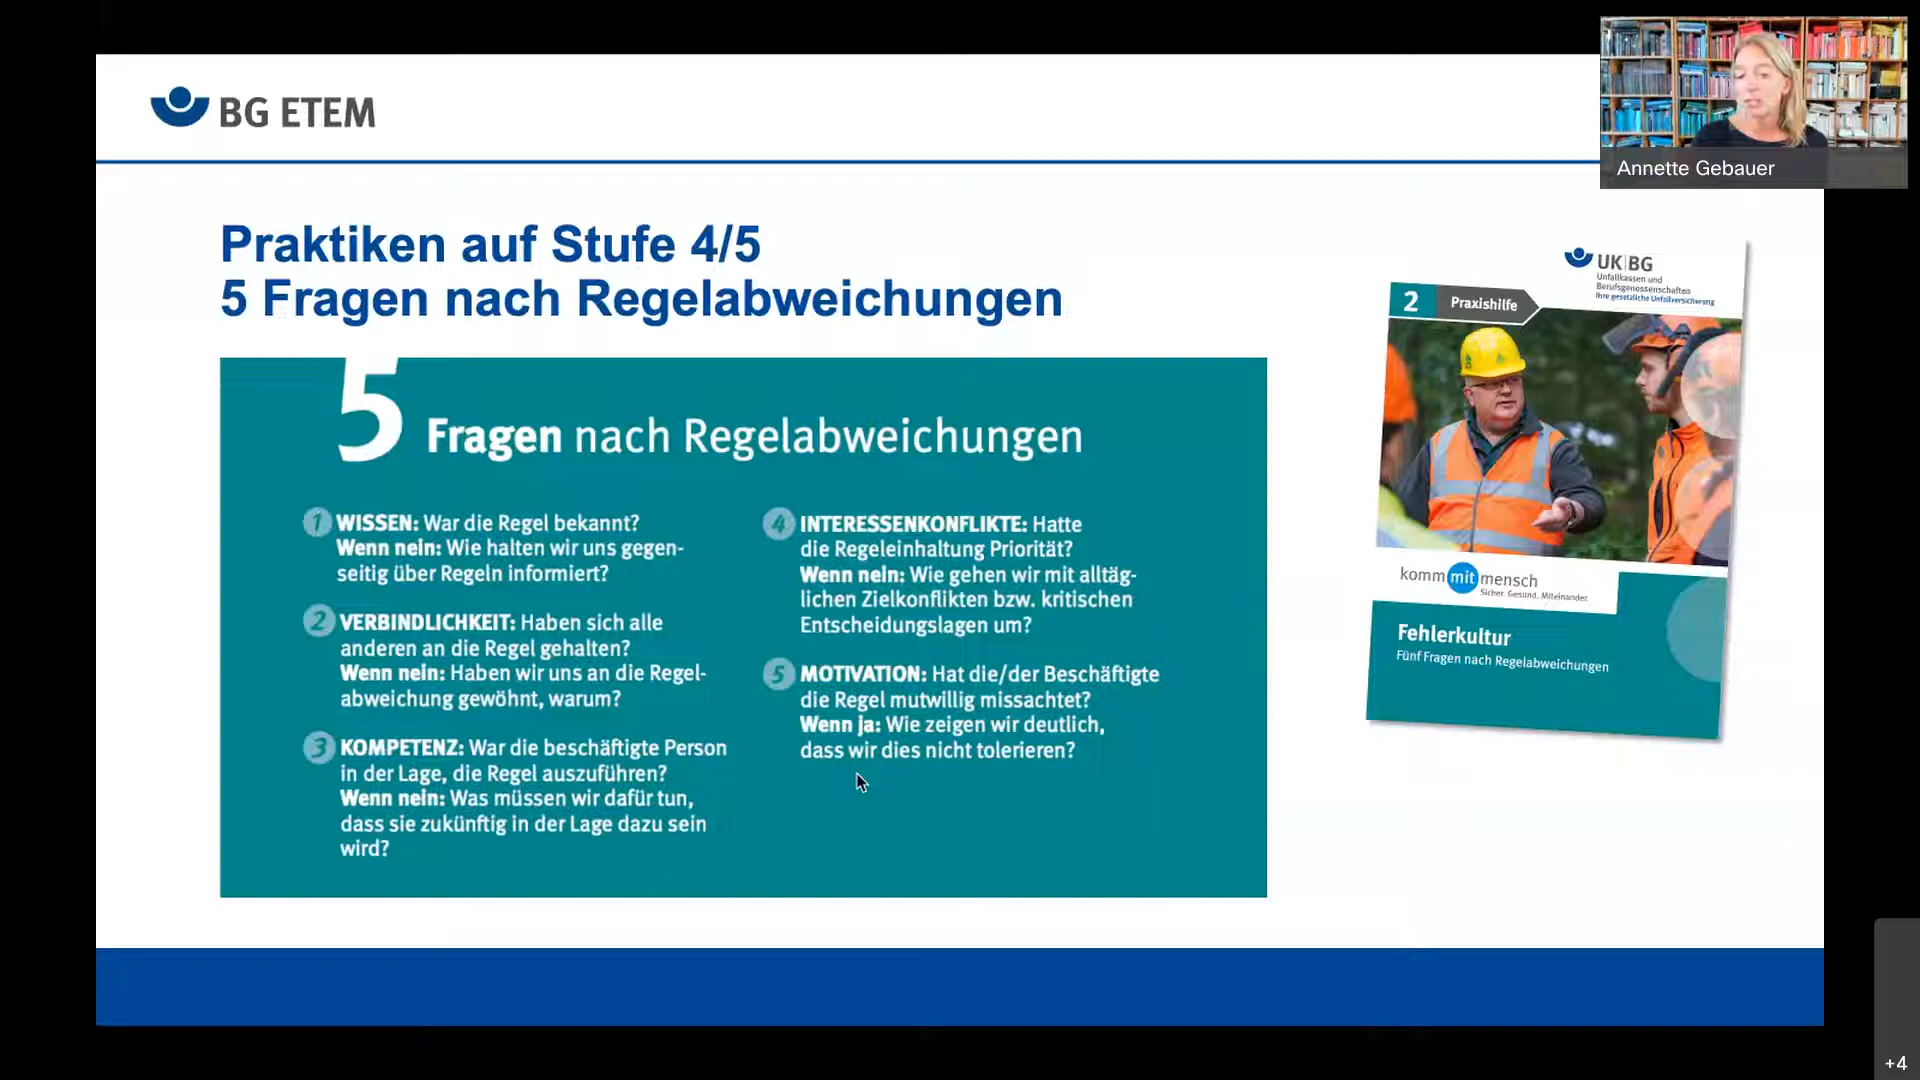 BG ETEM
Annette Gebauer
Praktiken auf Stufe 4/5
5 Fragen nach Regelabweichungen
5 Fragen nach Regelabweichungen
1 WISSEN: War die Regel bekannt?
Wenn nein: Wie halten wir uns gegen-
seitig über Regeln informiert?
2 VERBINDLICHKEIT: Haben sich alle
anderen an die Regel gehalten?
Wenn nein: Haben wir uns an die Regel-
abweichung gewöhnt, warum?
3 KOMPETENZ: War die beschäftigte Person
in der Lage, die Regel auszuführen?
Wenn nein: Was müssen wir dafür tun,
dass sie zukünftig in der Lage dazu sein
wird?
4 INTERESSENKONFLIKTE: Hatte
die Regeleinhaltung Priorität?
Wenn nein: Wie gehen wir mit alltäg-
lichen Zielkonflikten bzw. kritischen
Entscheidungslagen um?
5 MOTIVATION: Hat die/der Beschäftigte
die Regel mutwillig missachtet?
Wenn ja: Wie zeigen wir deutlich,
dass wir dies nicht tolerieren?
UK BG
Unfallkassen und
Berufsgenossenschaften
Ihre gesetzliche Unfallversicherung
2 Praxishilfe
kommmitmensch
Sicher. Gesund. Miteinander.
Fehlerkultur
Fünf Fragen nach Regelabweichungen
+4